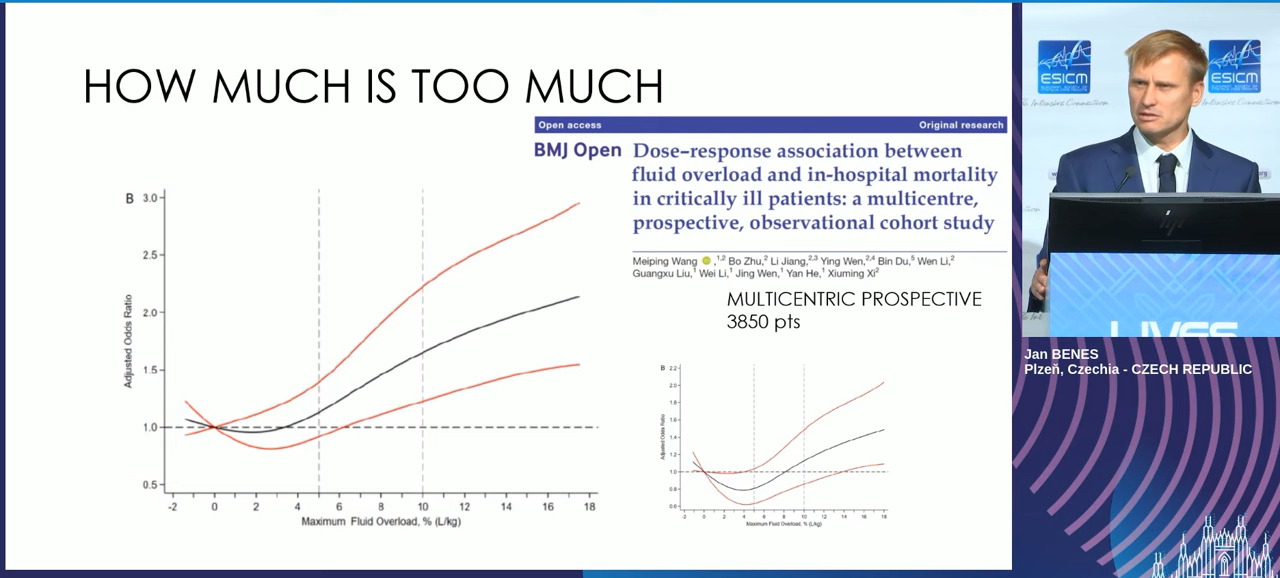 HOW MUCH IS TOO MUCH
Open access
Original research
BMJ Open
Dose–response association between
fluid overload and in-hospital mortality
in critically ill patients: a multicentre,
prospective, observational cohort study
Meiping Wang ,1,2 Bo Zhu,2 Li Jiang,2,3 Ying Wen,2,4 Bin Du,5 Wen Li,2
Guangxu Liu,1 Wei Li,1 Jing Wen,1 Yan He,1 Xiuming Xi2
MULTICENTRIC PROSPECTIVE
3850 pts
B
3.0
2.5
2.0
1.5
1.0
0.5
Adjusted Odds Ratio
-2 0 2 4 6 8 10 12 14 16 18
Maximum Fluid Overload, % (L/kg)
B
2.2
2.0
1.8
1.6
1.4
1.2
1.0
0.8
0.6
Adjusted Odds Ratio
-2 0 2 4 6 8 10 12 14 16 18
Maximum Fluid Overload, % (L/kg)
ESICM
ESICM
hp
LIVES
Jan BENES
Plzeň, Czechia - CZECH REPUBLIC